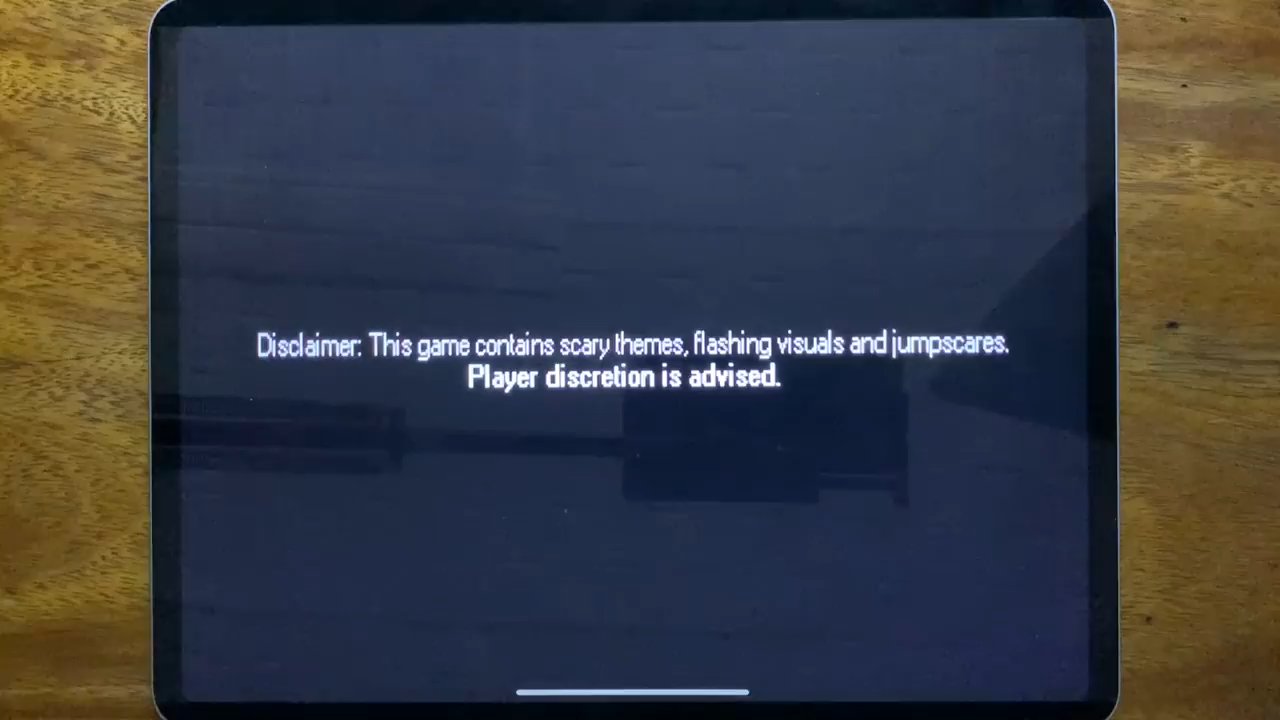 Disclaimer: This game contains scary themes, flashing visuals and jumpscares.
Player discretion is advised.